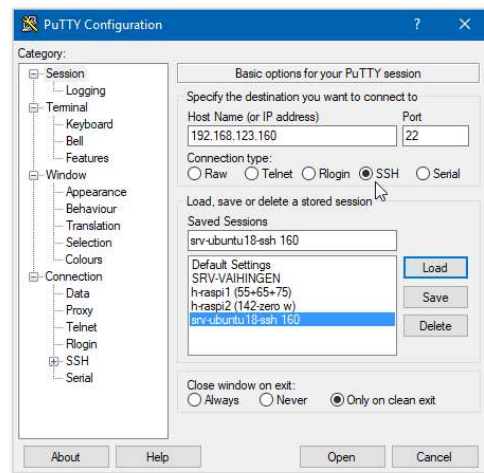 PuTTY Configuration ? ×
Category:
Session
Logging
Terminal
Keyboard
Bell
Features
Window
Appearance
Behaviour
Translation
Selection
Colours
Connection
Data
Proxy
Telnet
Rlogin
SSH
Serial
Basic options for your PuTTY session
Specify the destination you want to connect to
Host Name (or IP address) Port
192.168.123.160 22
Connection type:
Raw Telnet Rlogin SSH Serial
Load, save or delete a stored session
Saved Sessions
srv-ubuntu18-ssh 160
Default Settings
SRV-VAIHINGEN
h-raspi1 (55+65+75)
h-raspi2 (142-zero w)
srv-ubuntu18-ssh 160
Load
Save
Delete
Close window on exit:
Always Never Only on clean exit
About Help Open Cancel